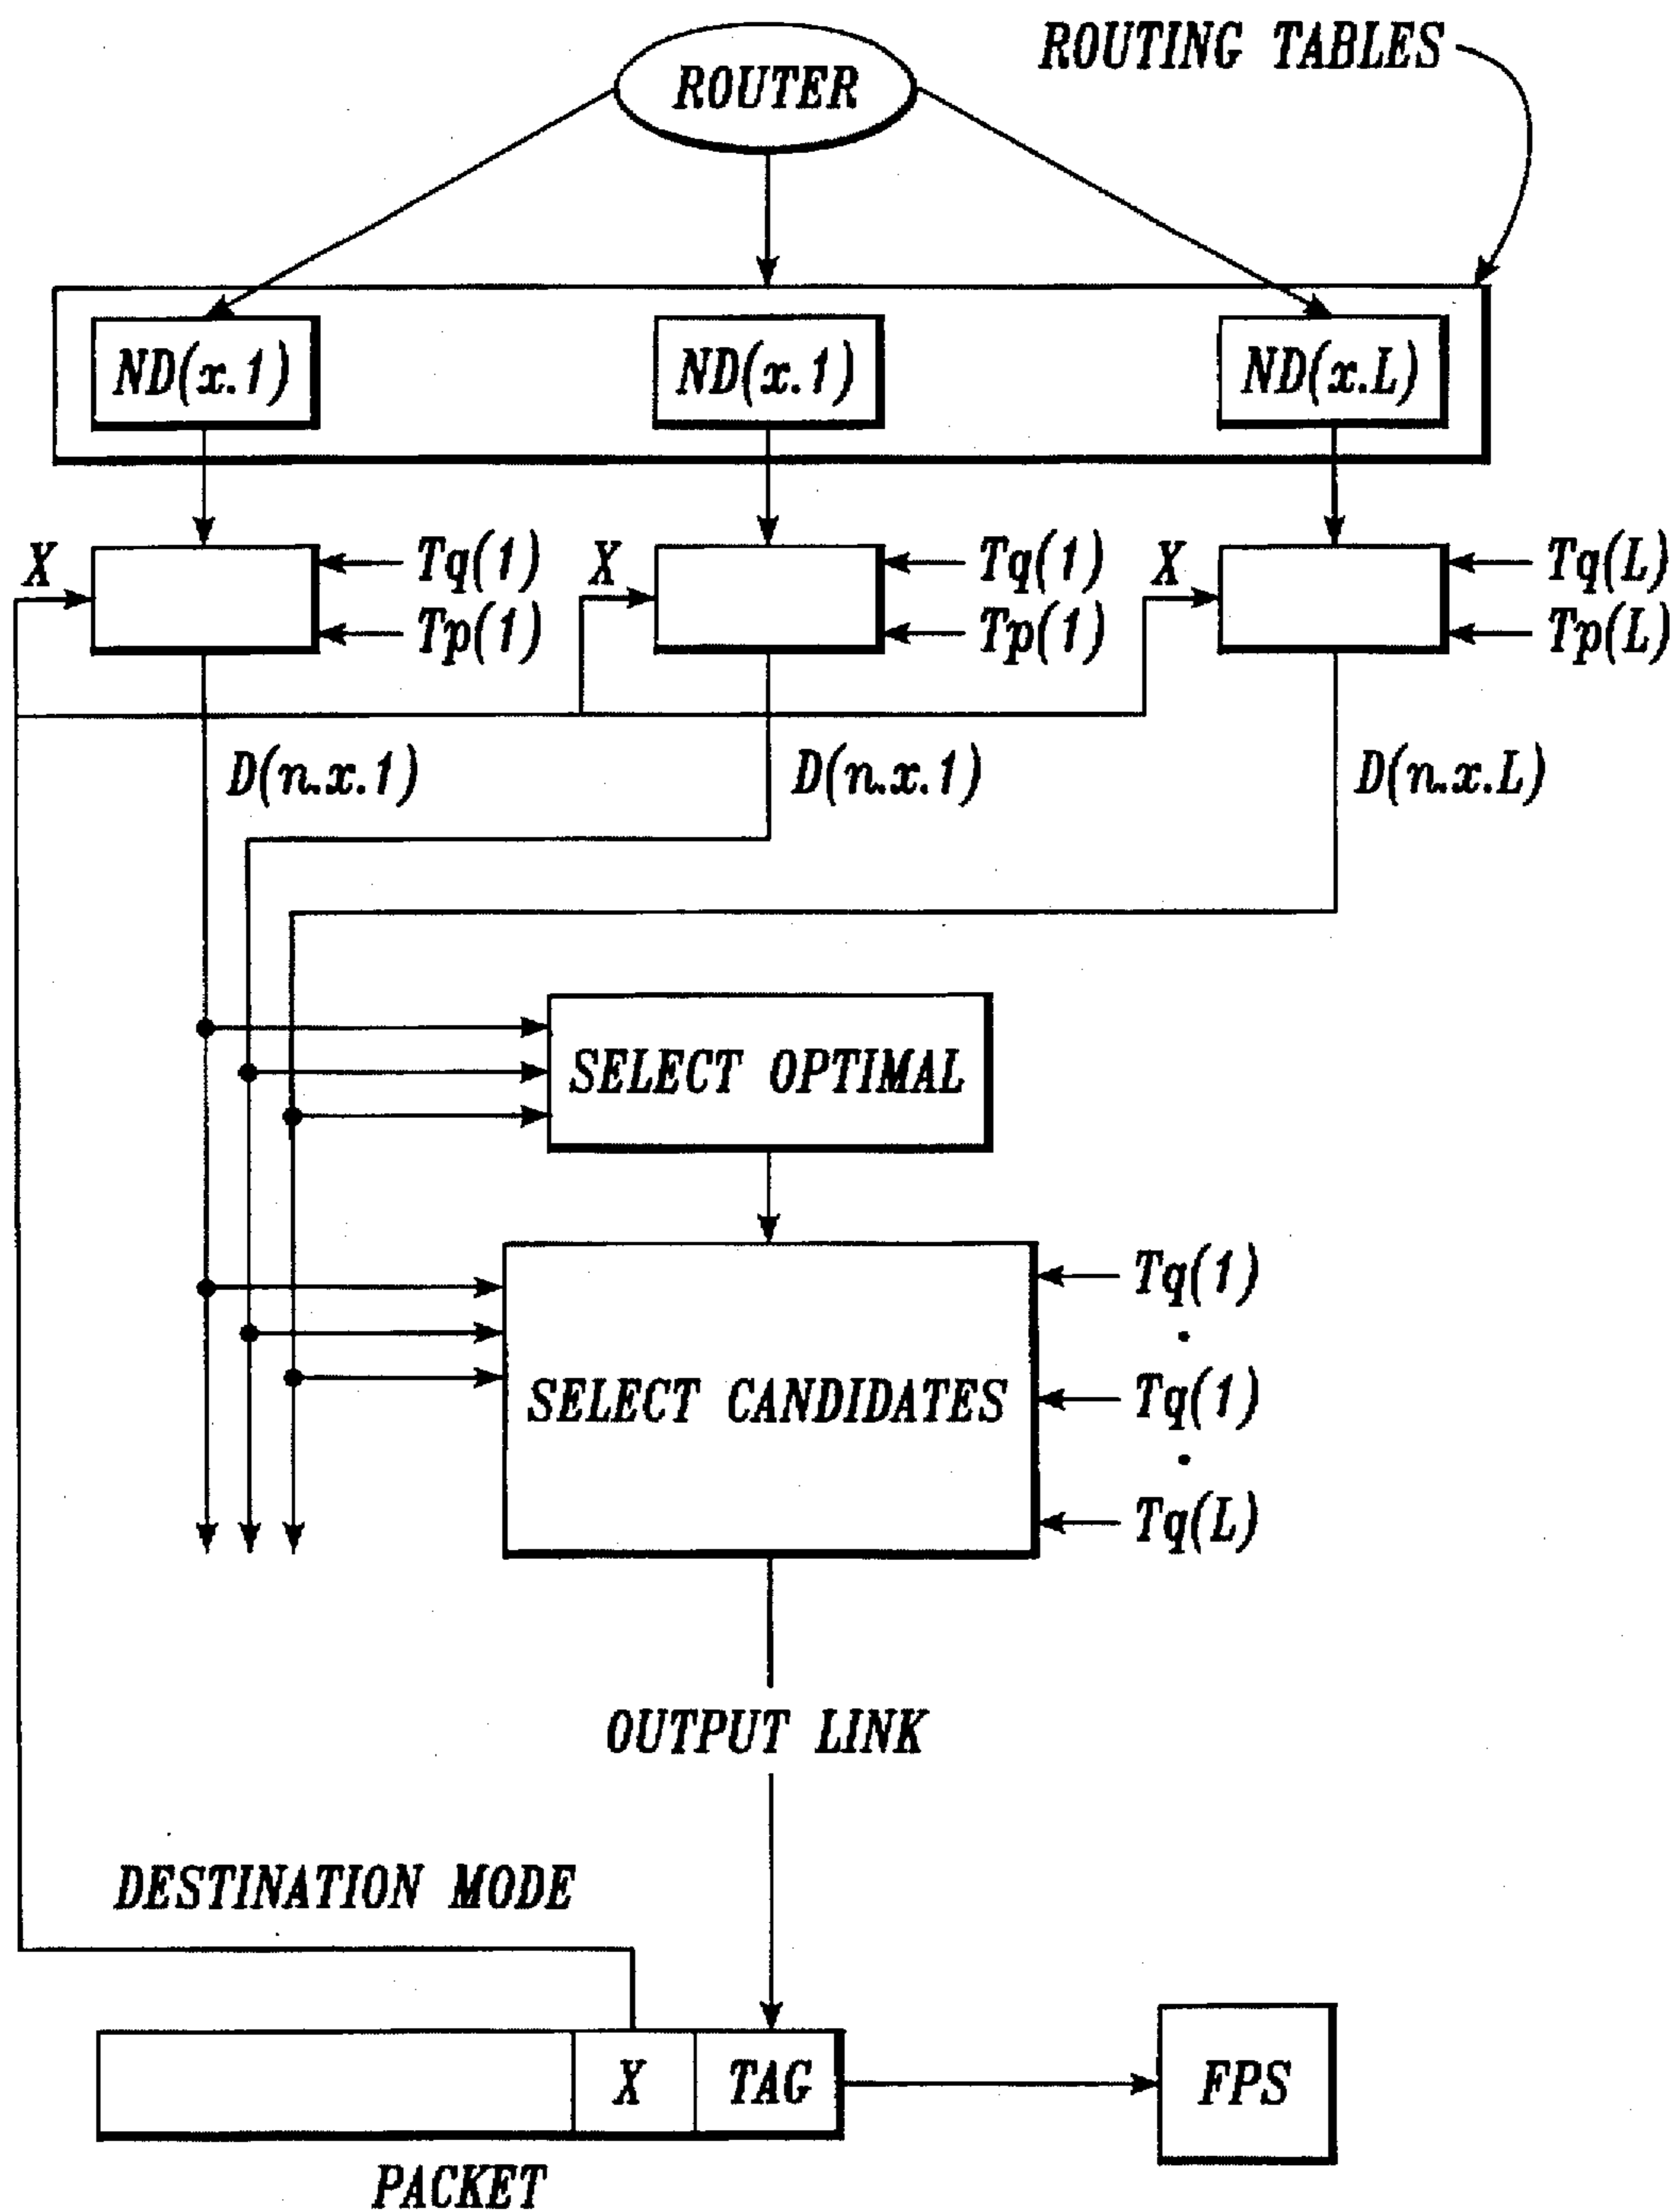 ROUTING TABLES
ROUTER
ND(x.1)
ND(x.1)
ND(x.L)
X
Tq(1)
Tp(1)
X
Tq(1)
Tp(1)
X
Tq(L)
Tp(L)
D(n.x.1)
D(n.x.1)
D(n.x.L)
SELECT OPTIMAL
SELECT CANDIDATES
Tq(1)
Tq(1)
Tq(L)
OUTPUT LINK
DESTINATION MODE
X
TAG
FPS
PACKET